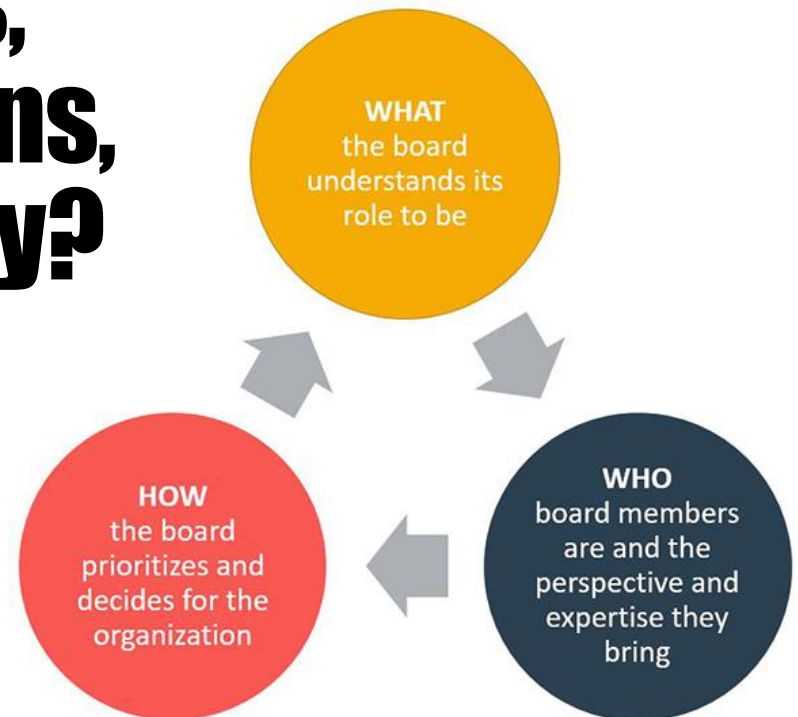 WHAT
the board
understands its
role to be
HOW
the board
prioritizes and
decides for the
organization
WHO
board members
are and the
perspective and
expertise they
bring